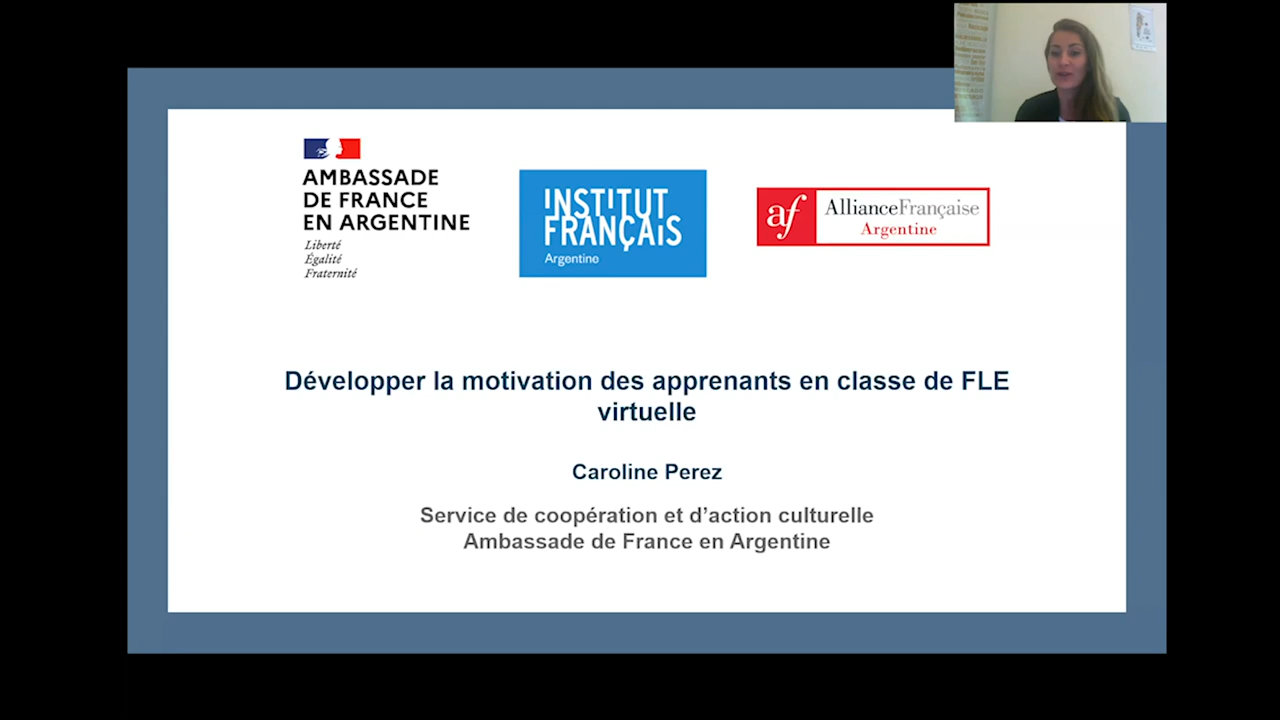 AMBASSADE
DE FRANCE
EN ARGENTINE
Liberté
Égalité
Fraternité
INSTITUT
FRANÇAIS
Argentine
af
AllianceFrançaise
Argentine
Développer la motivation des apprenants en classe de FLE
virtuelle
Caroline Perez
Service de coopération et d’action culturelle
Ambassade de France en Argentine